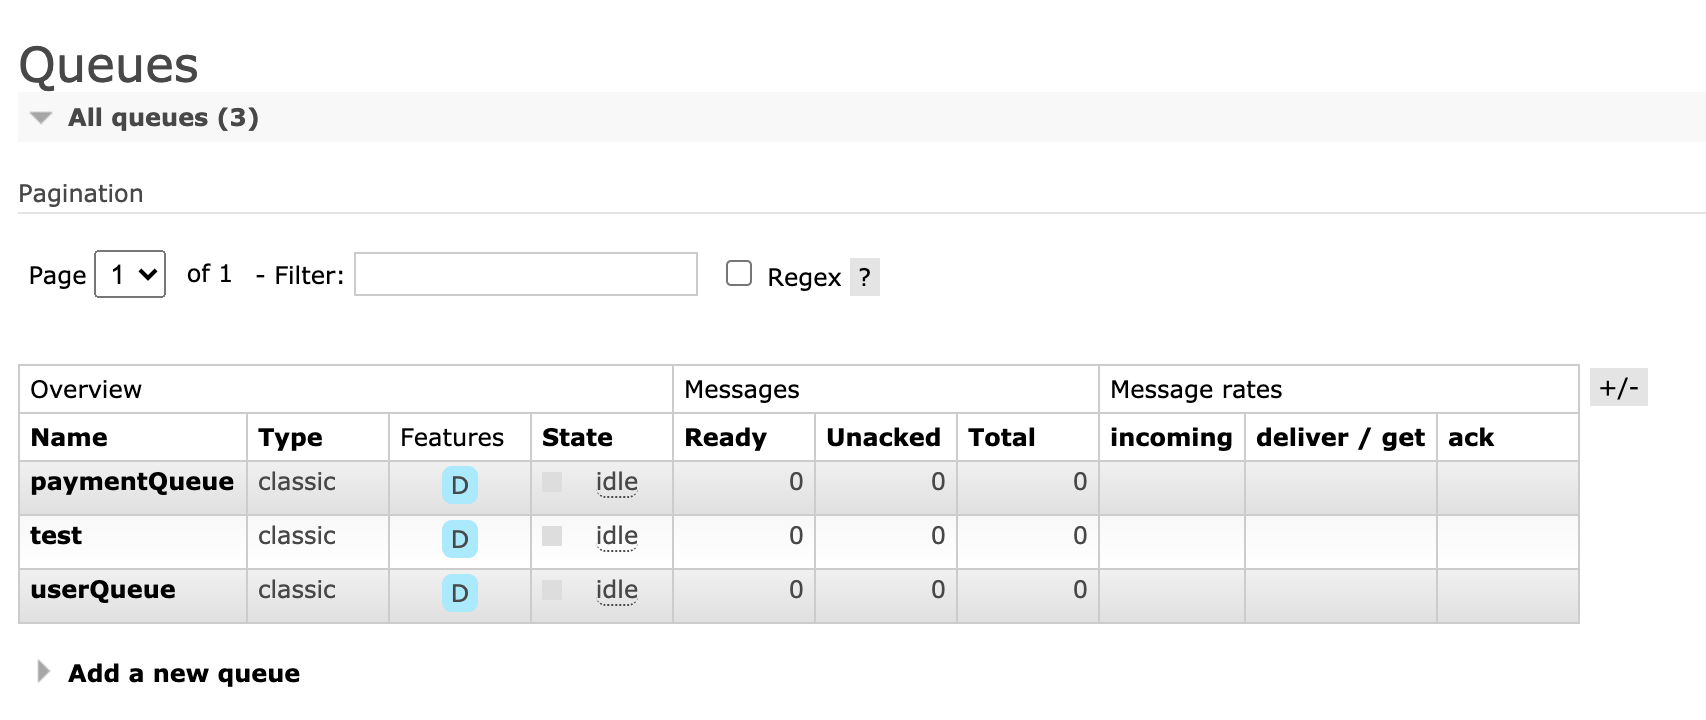 Queues
All queues (3)
Pagination
Page 1 of 1 - Filter: Regex ?
Overview Messages Message rates +/-
Name Type Features State Ready Unacked Total incoming deliver / get ack
paymentQueue classic D idle 0 0 0
test classic D idle 0 0 0
userQueue classic D idle 0 0 0
Add a new queue